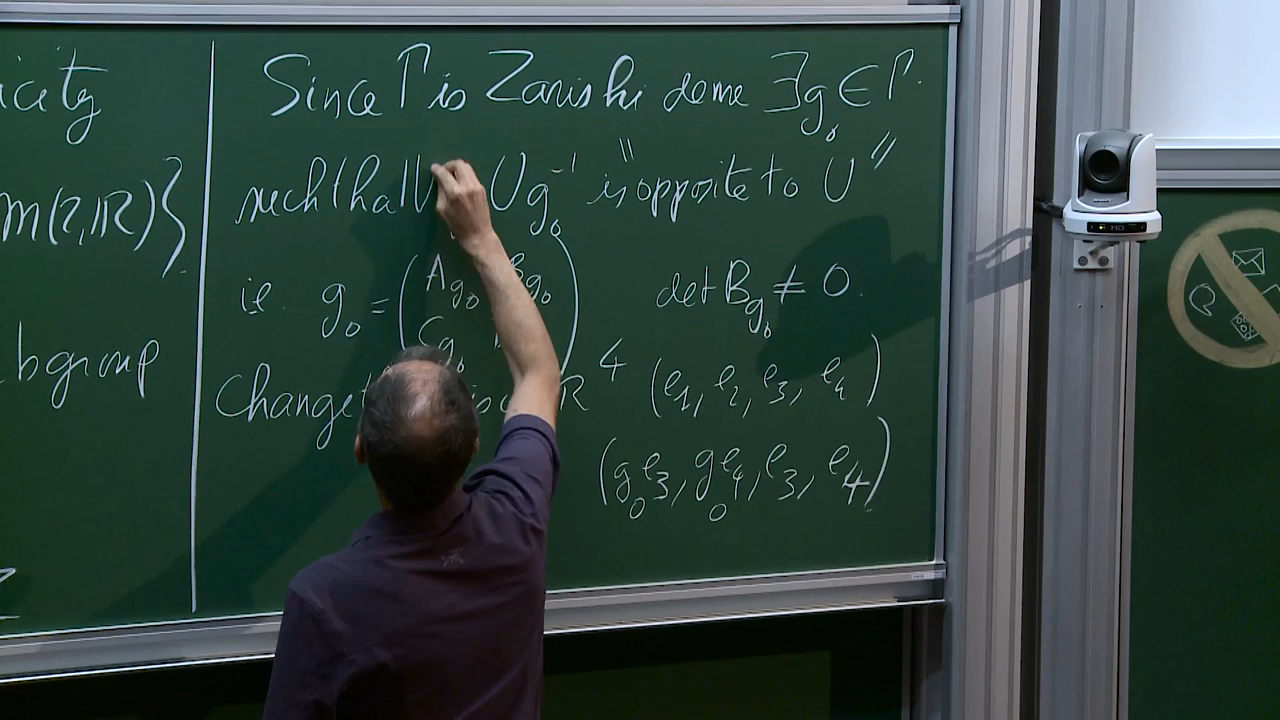 icity
m(2,ℝ)}
bgroup
Since Γ is Zariski dense ∃g₀ ∈ Γ.
such that U g₀⁻¹ "is opposite to U"
ie. g₀ = ( A_{g₀} B_{g₀}
C_{g₀} ) det B_{g₀} ≠ 0.
Change ℝ⁴ (e₁, e₂, e₃, e₄)
(g₀e₃, g₀e₄, e₃, e₄)